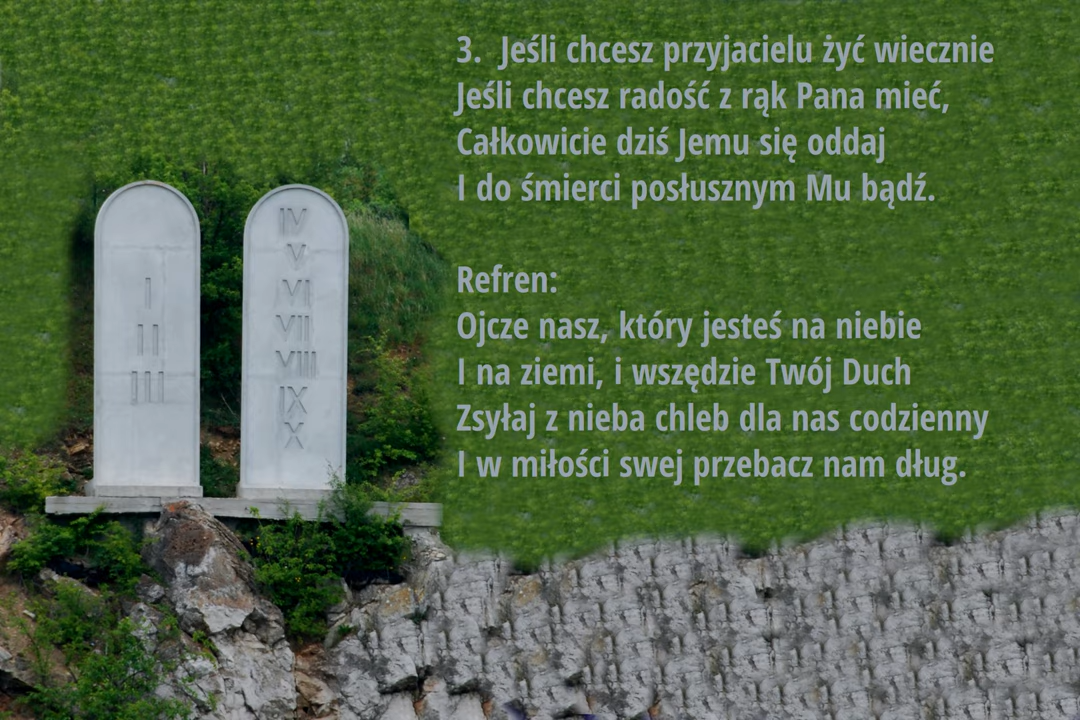 I
II
III
IV
V
VI
VII
VIII
IX
X
3. Jeśli chcesz przyjacielu żyć wiecznie
Jeśli chcesz radość z rąk Pana mieć,
Całkowicie dziś Jemu się oddaj
I do śmierci posłusznym Mu bądź.
Refren:
Ojcze nasz, który jesteś na niebie
I na ziemi, i wszędzie Twój Duch
Zsyłaj z nieba chleb dla nas codzienny
I w miłości swej przebacz nam dług.